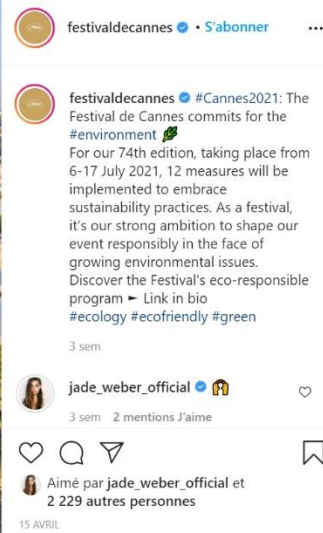 festivaldecannes • S'abonner ...
festivaldecannes #Cannes2021: The
Festival de Cannes commits for the
#environment 🌿
For our 74th edition, taking place from
6-17 July 2021, 12 measures will be
implemented to embrace
sustainability practices. As a festival,
it's our strong ambition to shape our
event responsibly in the face of
growing environmental issues.
Discover the Festival's eco-responsible
program ► Link in bio
#ecology #ecofriendly #green
3 sem
jade_weber_official 🙌
3 sem 2 mentions J'aime
Aimé par jade_weber_official et
2 229 autres personnes
15 AVRIL